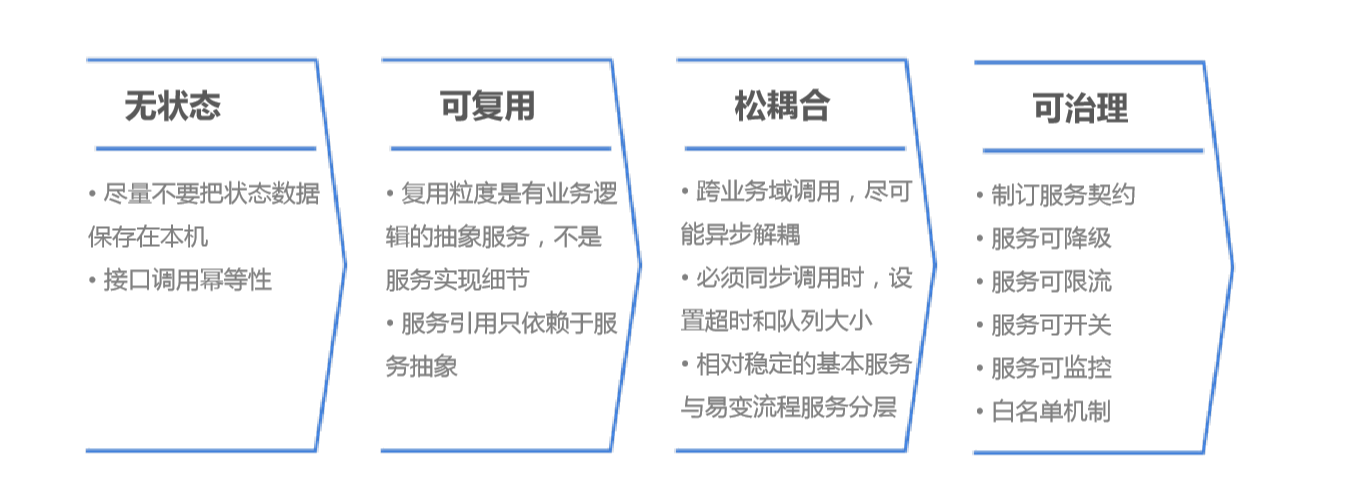 无状态
• 尽量不要把状态数据
保存在本机
• 接口调用幂等性
可复用
• 复用粒度是有业务逻
辑的抽象服务，不是
服务实现细节
• 服务引用只依赖于服
务抽象
松耦合
• 跨业务域调用，尽可
能异步解耦
• 必须同步调用时，设
置超时和队列大小
• 相对稳定的基本服务
与易变流程服务分层
可治理
• 制订服务契约
• 服务可降级
• 服务可限流
• 服务可开关
• 服务可监控
• 白名单机制